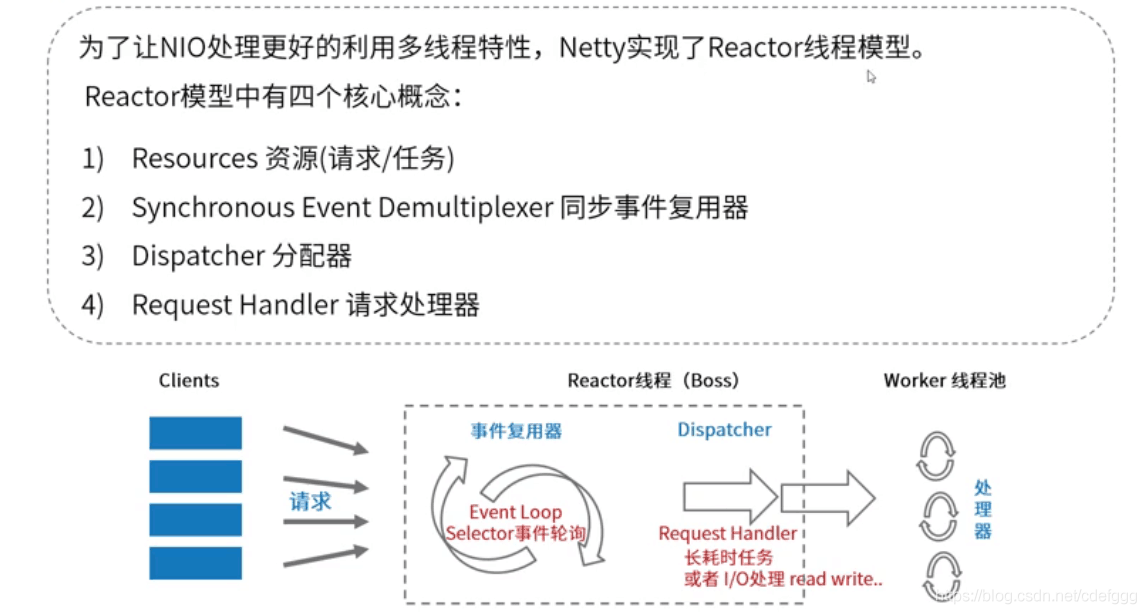 为了让NIO处理更好的利用多线程特性，Netty实现了Reactor线程模型。
Reactor模型中有四个核心概念：
1) Resources 资源(请求/任务)
2) Synchronous Event Demultiplexer 同步事件复用器
3) Dispatcher 分配器
4) Request Handler 请求处理器
Clients
Reactor线程（Boss）
Worker 线程池
请求
事件复用器
Event Loop
Selector事件轮询
Dispatcher
Request Handler
长耗时任务
或者 I/O处理 read write..
处
理
器
https://blog.csdn.net/cdefggg